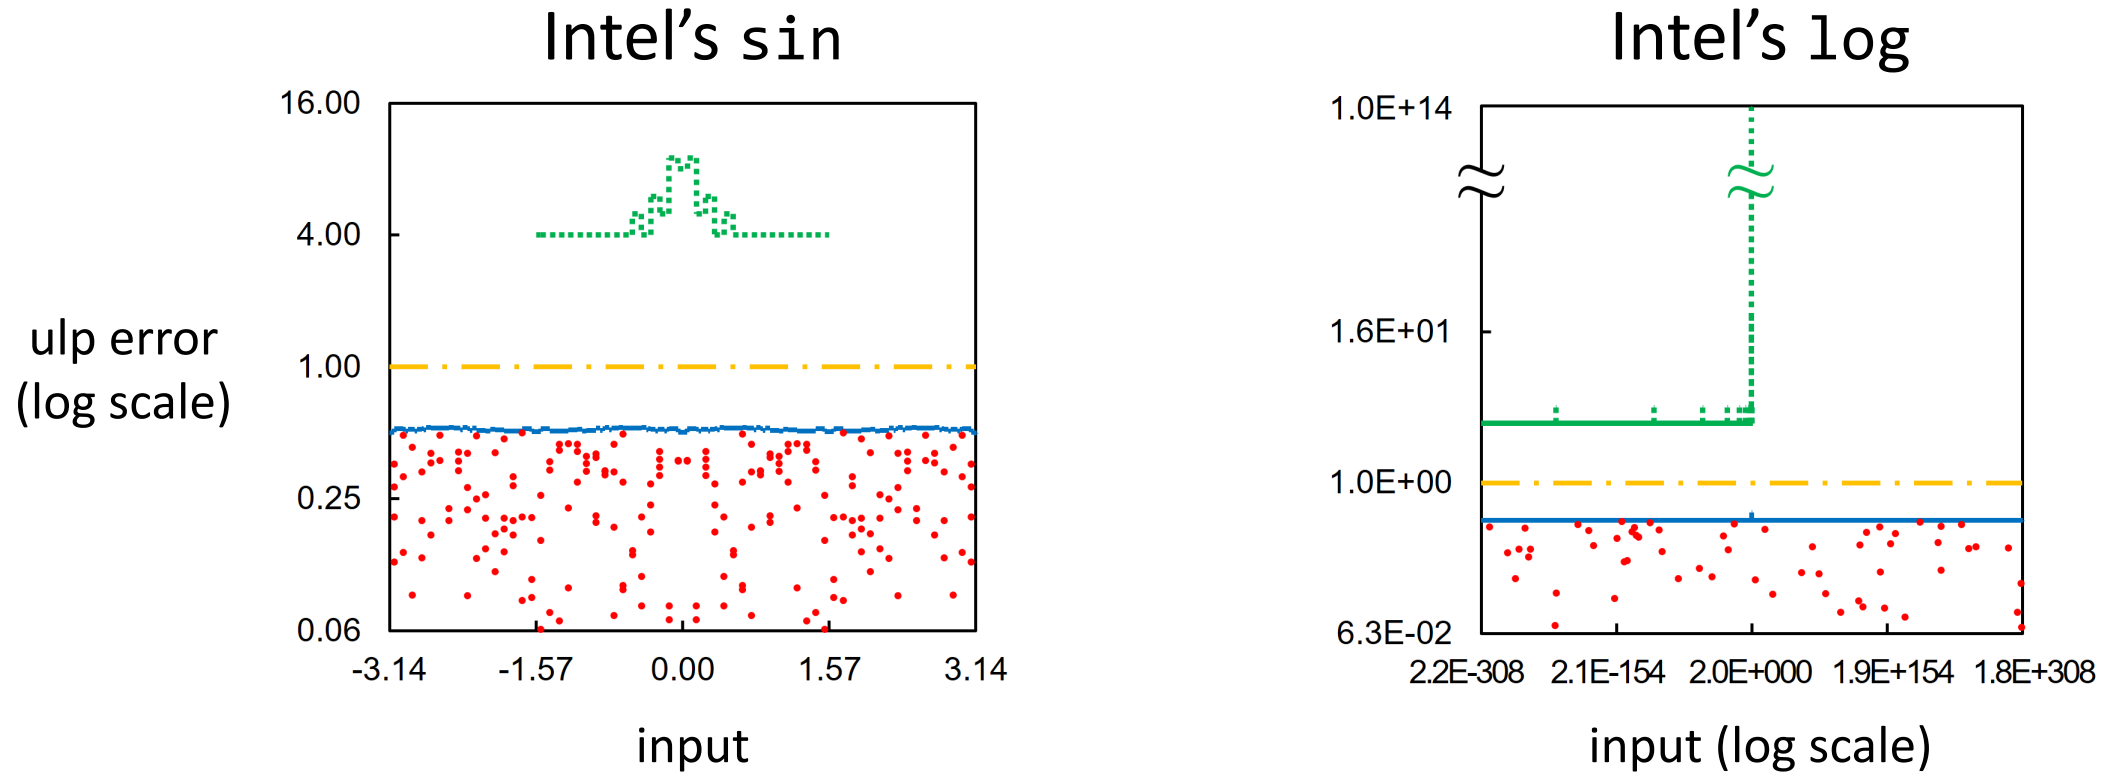 Intel’s sin
16.00
4.00
1.00
0.25
0.06
ulp error
(log scale)
-3.14 -1.57 0.00 1.57 3.14
input
Intel’s log
1.0E+14
1.6E+01
1.0E+00
6.3E-02
2.2E-308 2.1E-154 2.0E+000 1.9E+154 1.8E+308
input (log scale)